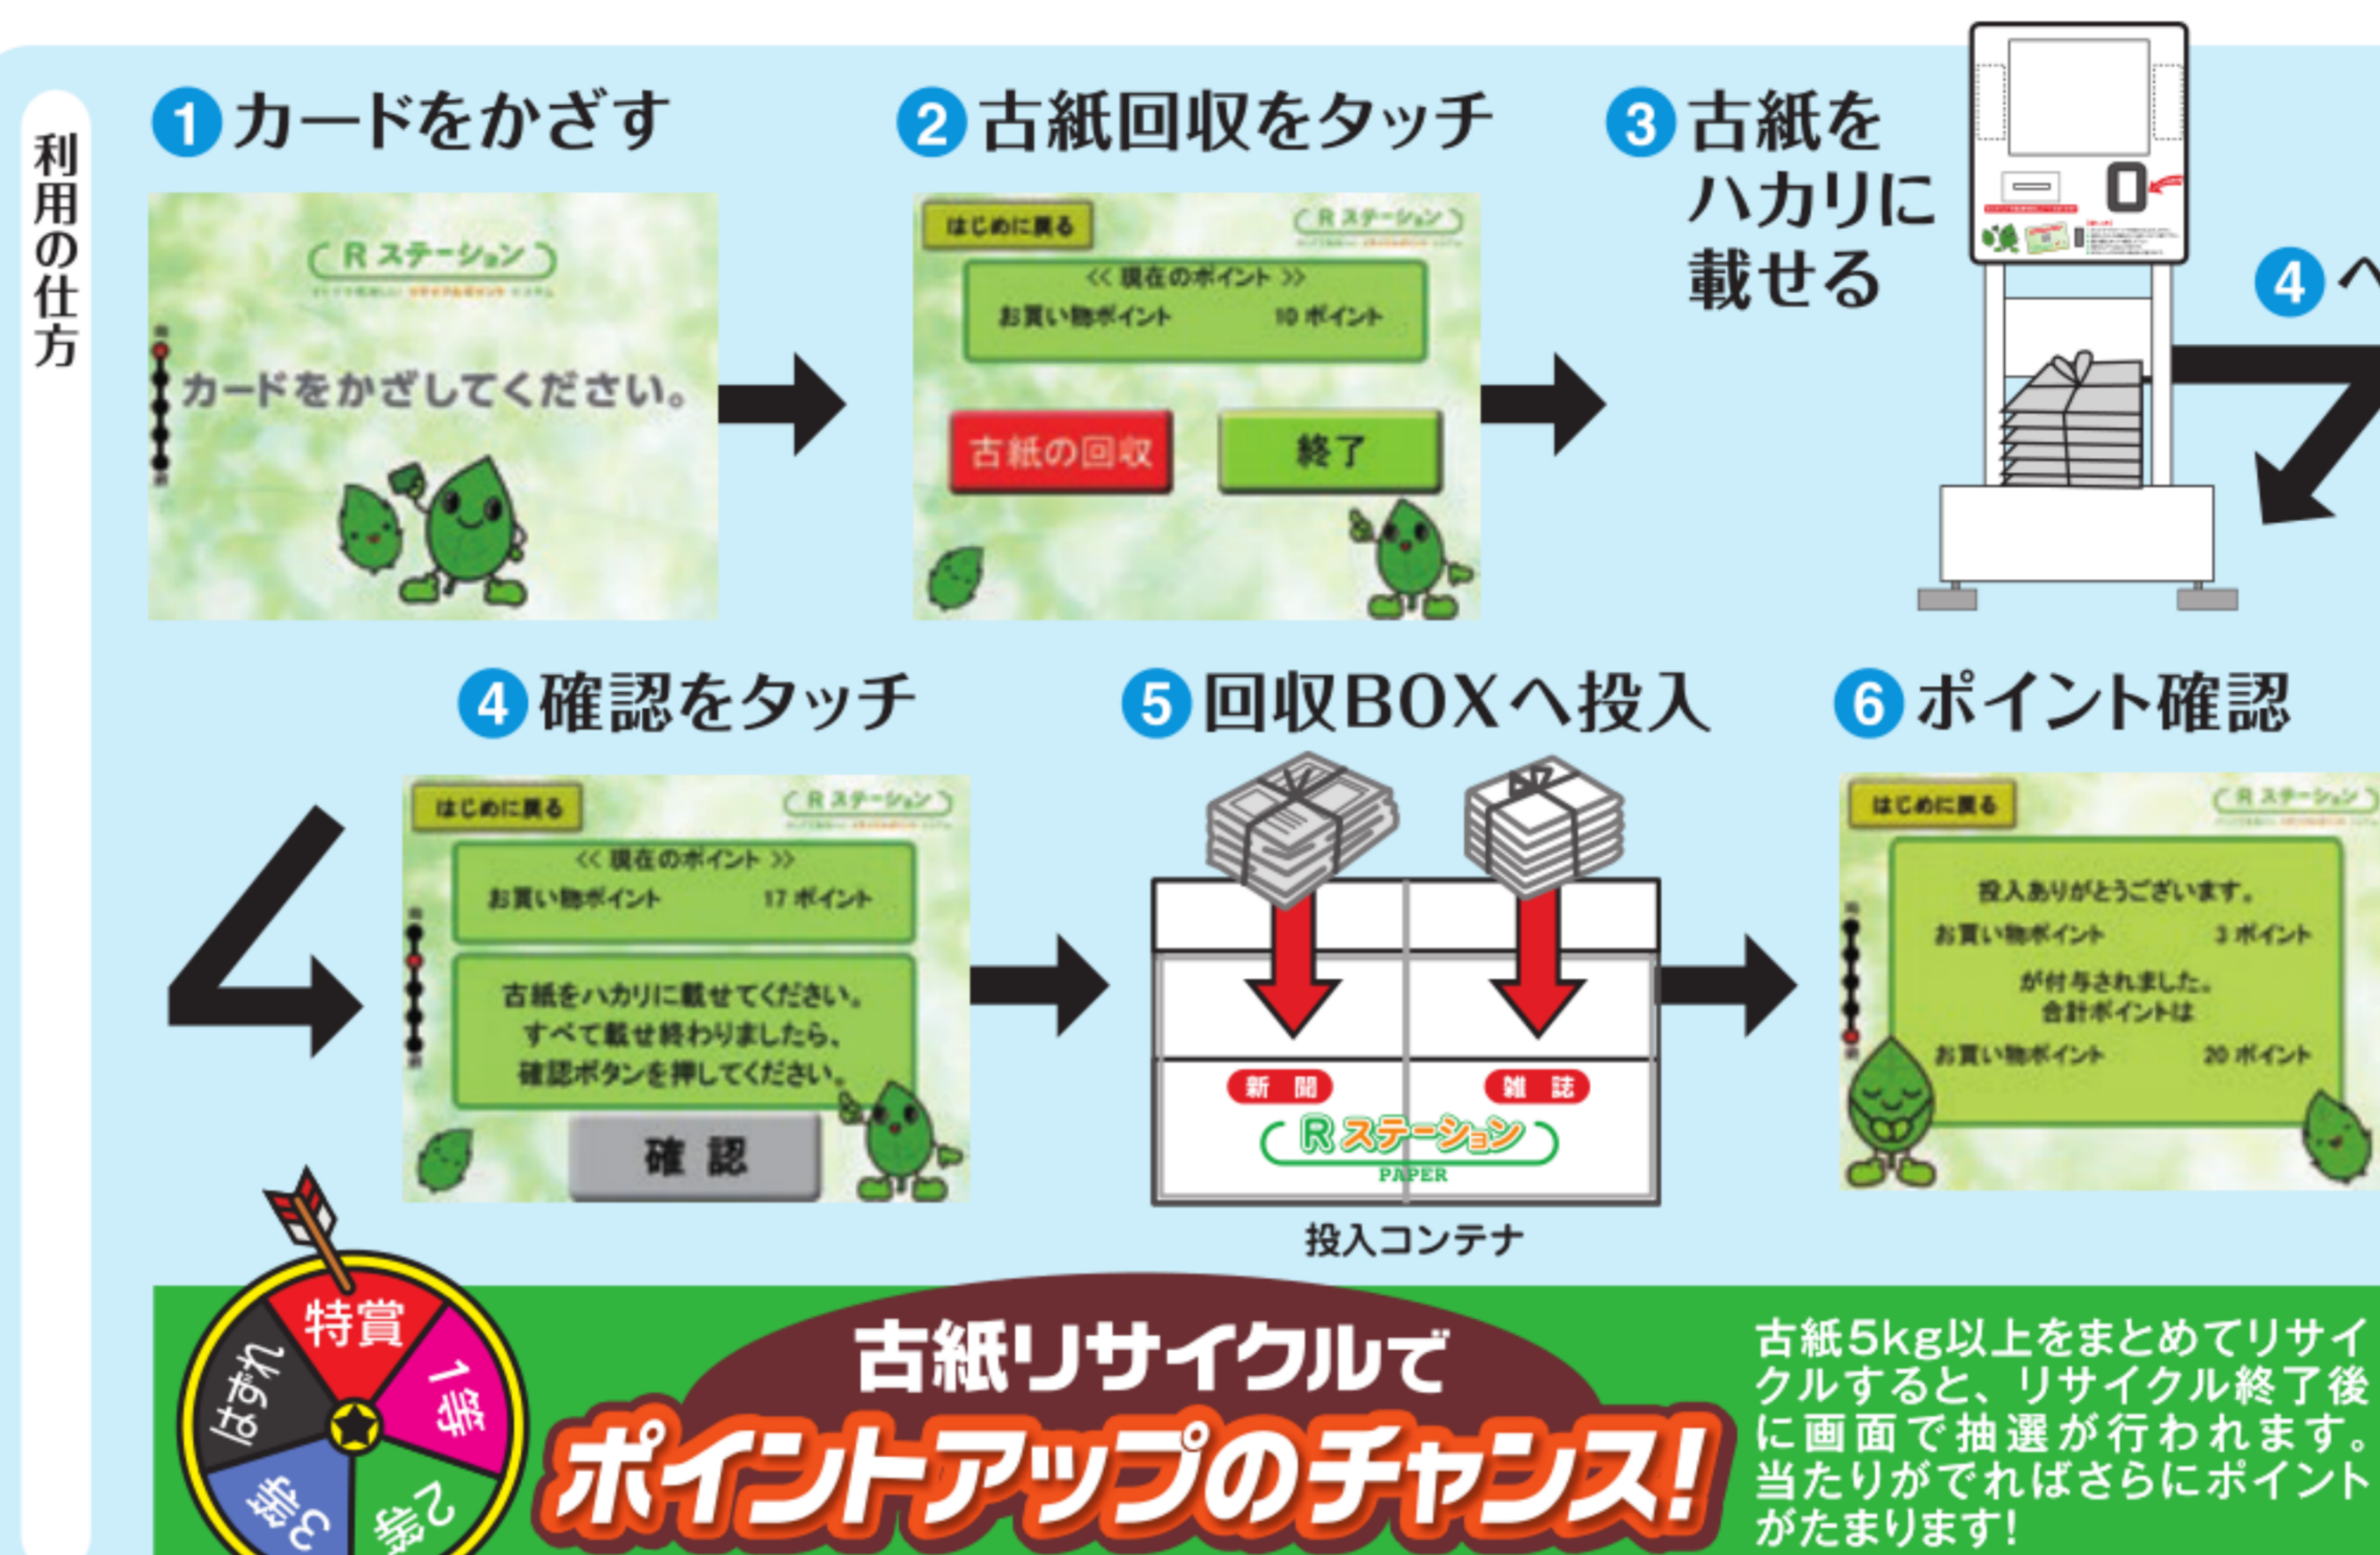 利用の仕方
1 カードをかざす
R ステーション
カードをかざしてください。
2 古紙回収をタッチ
はじめに戻る
R ステーション
<< 現在のポイント >>
お買い物ポイント 10 ポイント
古紙の回収
終了
3 古紙を
ハカリに
載せる
4 へ
4 確認をタッチ
はじめに戻る
R ステーション
<< 現在のポイント >>
お買い物ポイント 17 ポイント
古紙をハカリに載せてください。
すべて載せ終わりましたら、
確認ボタンを押してください。
確認
5 回収BOXへ投入
新聞
雑誌
R ステーション
PAPER
投入コンテナ
6 ポイント確認
はじめに戻る
R ステーション
投入ありがとうございます。
お買い物ポイント 3 ポイント
が付与されました。
合計ポイントは
お買い物ポイント 20 ポイント
特賞
1等
2等
3等
はずれ
古紙リサイクルで
ポイントアップのチャンス!
古紙5kg以上をまとめてリサイ
クルすると、リサイクル終了後
に画面で抽選が行われます。
当たりがでればさらにポイント
がたまります!